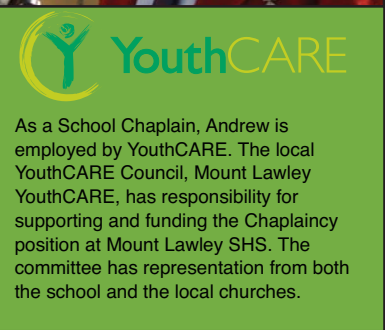 YouthCARE
As a School Chaplain, Andrew is
employed by YouthCARE. The local
YouthCARE Council, Mount Lawley
YouthCARE, has responsibility for
supporting and funding the Chaplaincy
position at Mount Lawley SHS. The
committee has representation from both
the school and the local churches.